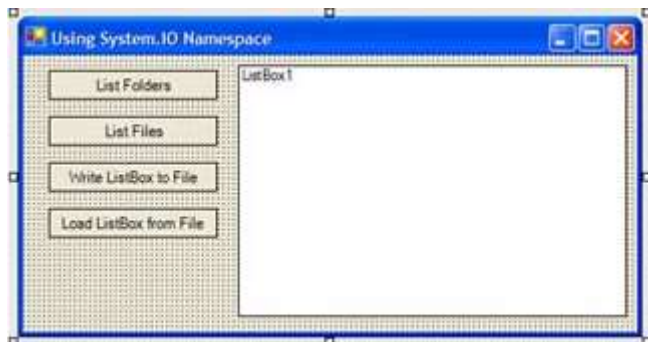 Using System.IO Namespace
List Folders
ListBox1
List Files
Write ListBox to File
Load ListBox from File